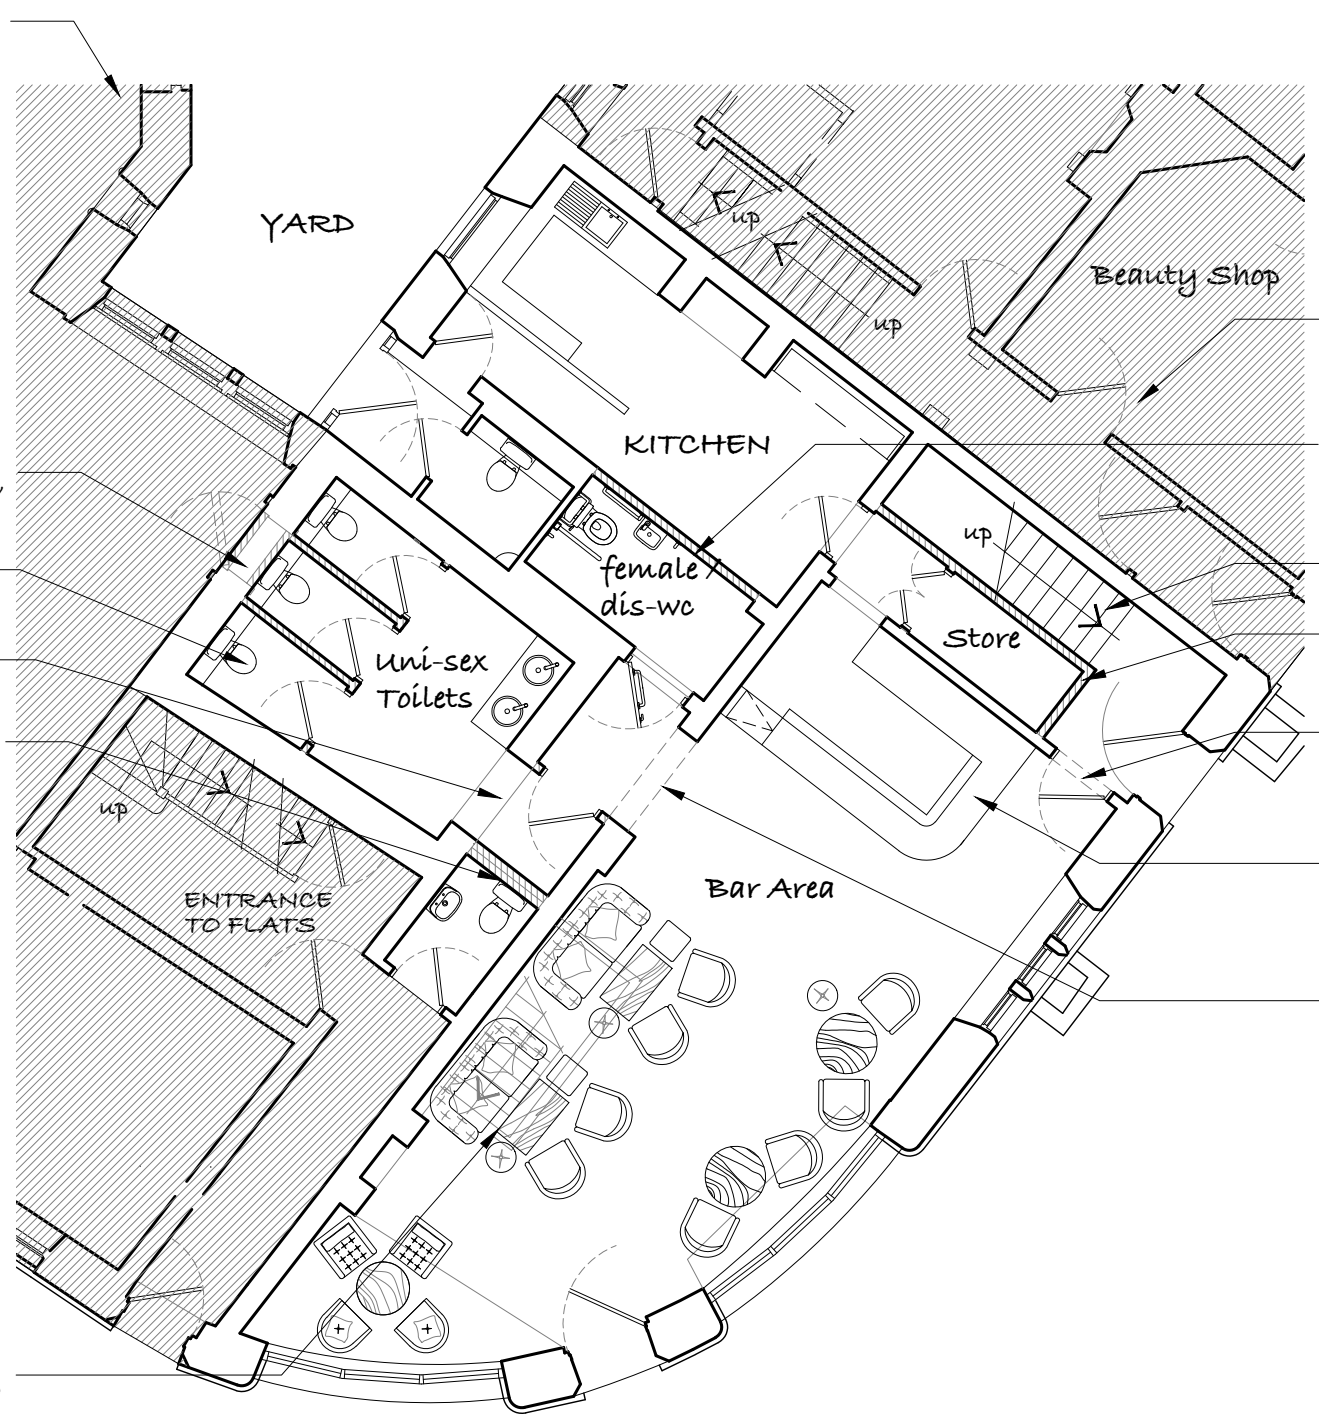 YARD
up
Beauty Shop
up
KITCHEN
up
female /
dis-wc
Store
Uni-sex
Toilets
up
Bar Area
ENTRANCE
TO FLATS